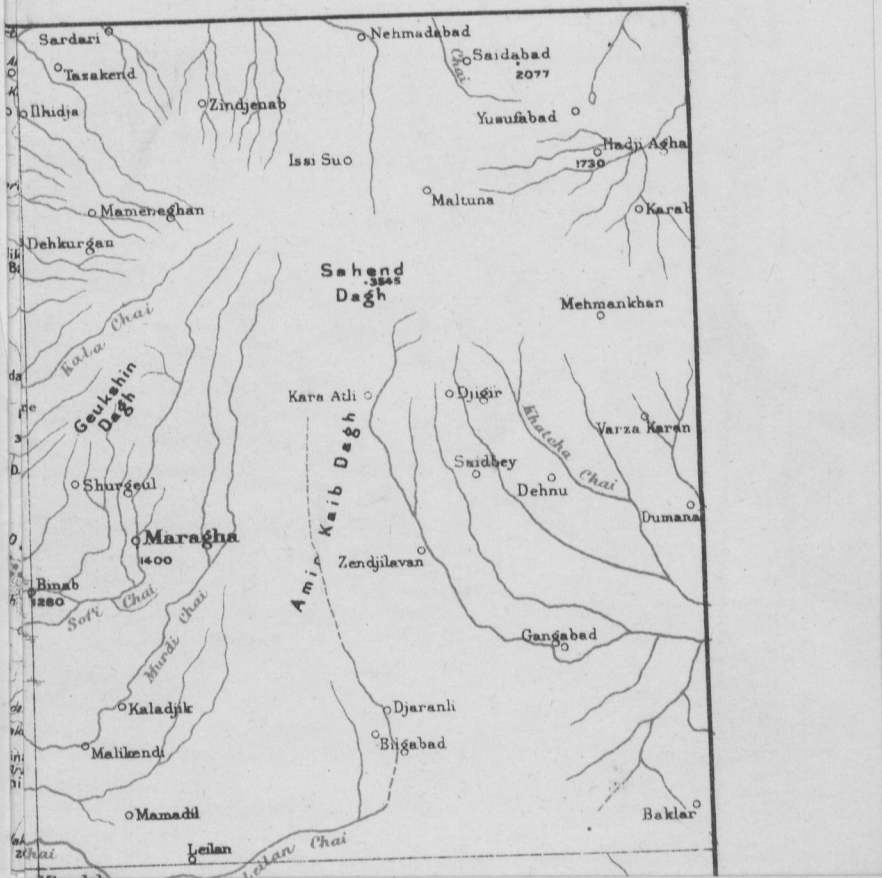 Sardari
Nehmadabad
Saidabad
2077
Chai
Tazakend
Zindjenab
Ilhidja
Yusufabad
Hadji Agha
1730
Issi Su
Maltuna
Karab
Mameneghan
Dehkurgan
Sahend
3545
Dagh
Mehmankhan
Kala Chai
Geukshin
Dagh
Kara Atli
Djigir
Khatcha Chai
Varza Karan
Amir Kaib Dagh
Saidbey
Dehnu
Shurgeul
Dumana
Maragha
1400
Zendjilavan
Binab
1280
Sofi Chai
Murdi Chai
Gangabad
Kaladjik
Djaranli
Malikendi
Bligabad
Mamadil
Baklar
Leilan
Leilan Chai
Chai